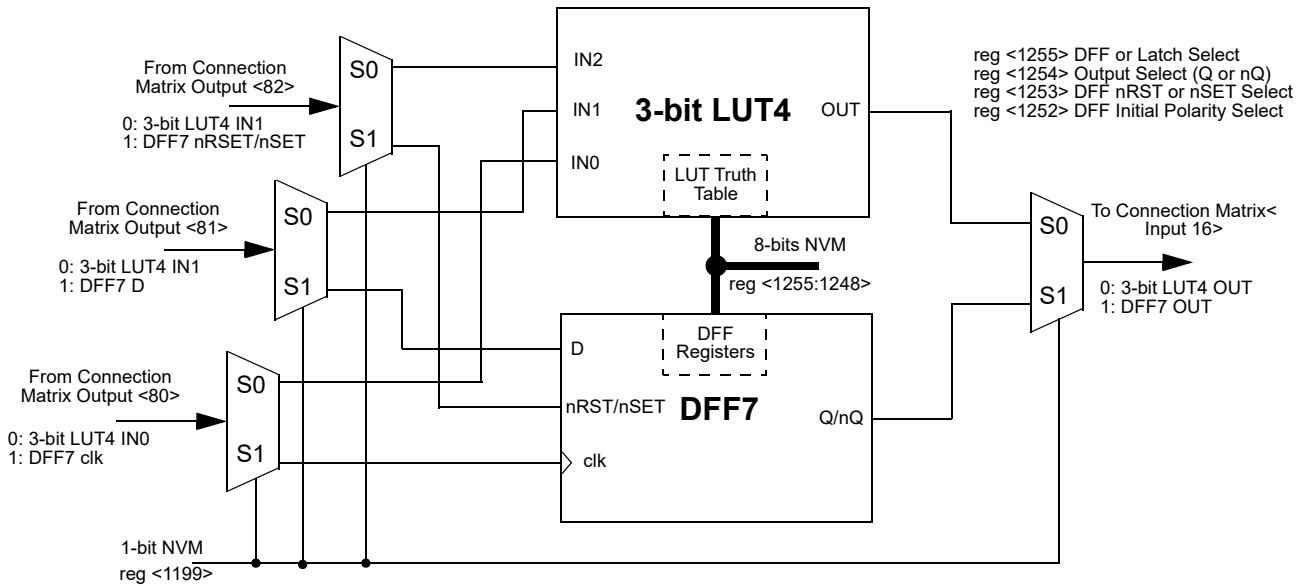 From Connection
Matrix Output <82>
0: 3-bit LUT4 IN1
1: DFF7 nRSET/nSET
S0
S1
IN2
IN1
IN0
3-bit LUT4
OUT
LUT Truth
Table
reg <1255> DFF or Latch Select
reg <1254> Output Select (Q or nQ)
reg <1253> DFF nRST or nSET Select
reg <1252> DFF Initial Polarity Select
From Connection
Matrix Output <81>
0: 3-bit LUT4 IN1
1: DFF7 D
S0
S1
8-bits NVM
reg <1255:1248>
S0
S1
To Connection Matrix<
Input 16>
0: 3-bit LUT4 OUT
1: DFF7 OUT
From Connection
Matrix Output <80>
0: 3-bit LUT4 IN0
1: DFF7 clk
S0
S1
D
nRST/nSET
clk
DFF
Registers
DFF7
Q/nQ
1-bit NVM
reg <1199>